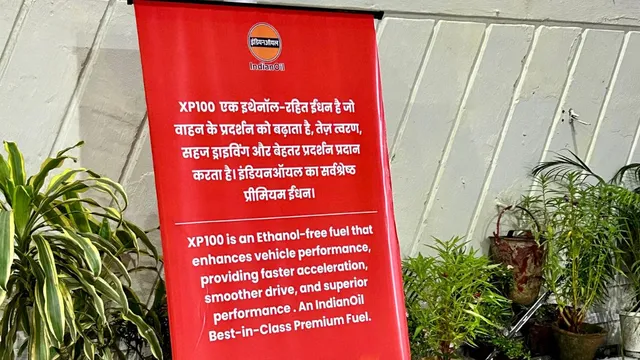 इंडियनऑयल
IndianOil
XP100 एक इथेनॉल-रहित ईंधन है जो
वाहन के प्रदर्शन को बढ़ाता है, तेज़ त्वरण,
सहज ड्राइविंग और बेहतर प्रदर्शन प्रदान
करता है। इंडियनऑयल का सर्वश्रेष्ठ
प्रीमियम ईंधन।
XP100 is an Ethanol-free fuel that
enhances vehicle performance,
providing faster acceleration,
smoother drive, and superior
performance . An IndianOil
Best-in-Class Premium Fuel.